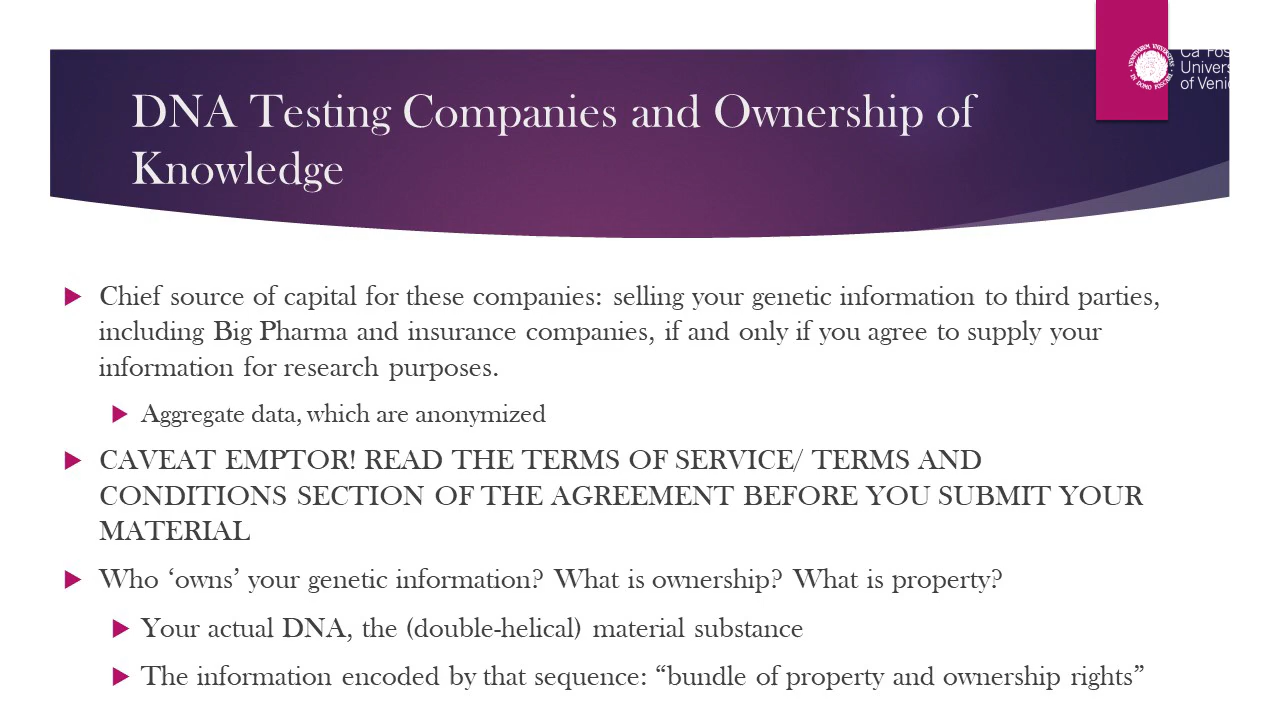 Ca' Fos
Univers
of Veni
DNA Testing Companies and Ownership of
Knowledge
Chief source of capital for these companies: selling your genetic information to third parties,
including Big Pharma and insurance companies, if and only if you agree to supply your
information for research purposes.
Aggregate data, which are anonymized
CAVEAT EMPTOR! READ THE TERMS OF SERVICE/ TERMS AND
CONDITIONS SECTION OF THE AGREEMENT BEFORE YOU SUBMIT YOUR
MATERIAL
Who ‘owns’ your genetic information? What is ownership? What is property?
Your actual DNA, the (double-helical) material substance
The information encoded by that sequence: “bundle of property and ownership rights”